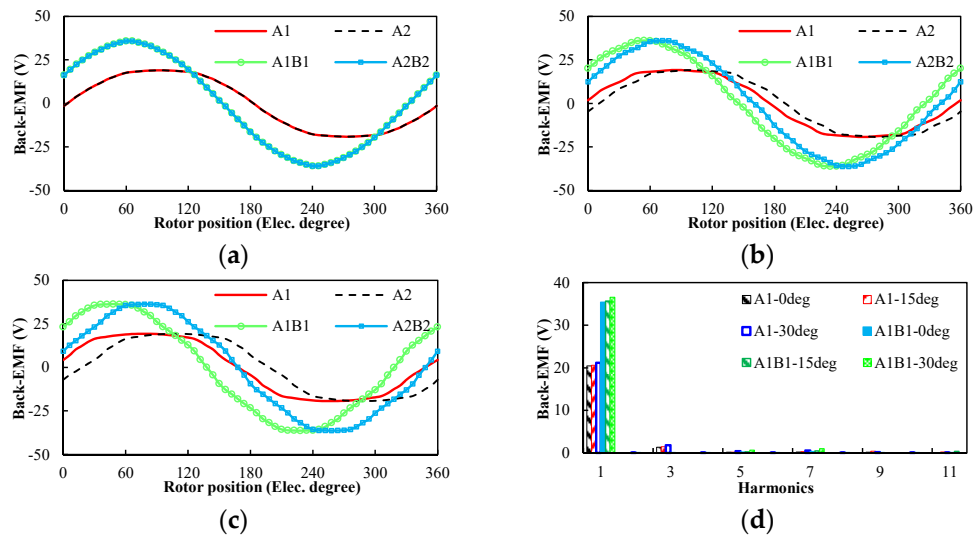 50
25
0
-25
-50
Back-EMF (V)
A1
A2
A1B1
A2B2
0
60
120
180
240
300
360
Rotor position (Elec. degree)
(a)
50
25
0
-25
-50
Back-EMF (V)
A1
A2
A1B1
A2B2
0
60
120
180
240
300
360
Rotor position (Elec. degree)
(b)
50
25
0
-25
-50
Back-EMF (V)
A1
A2
A1B1
A2B2
0
60
120
180
240
300
360
Rotor position (Elec. degree)
(c)
40
30
20
10
0
Back-EMF (V)
A1-0deg
A1-15deg
A1-30deg
A1B1-0deg
A1B1-15deg
A1B1-30deg
1
3
5
7
9
11
Harmonics
(d)